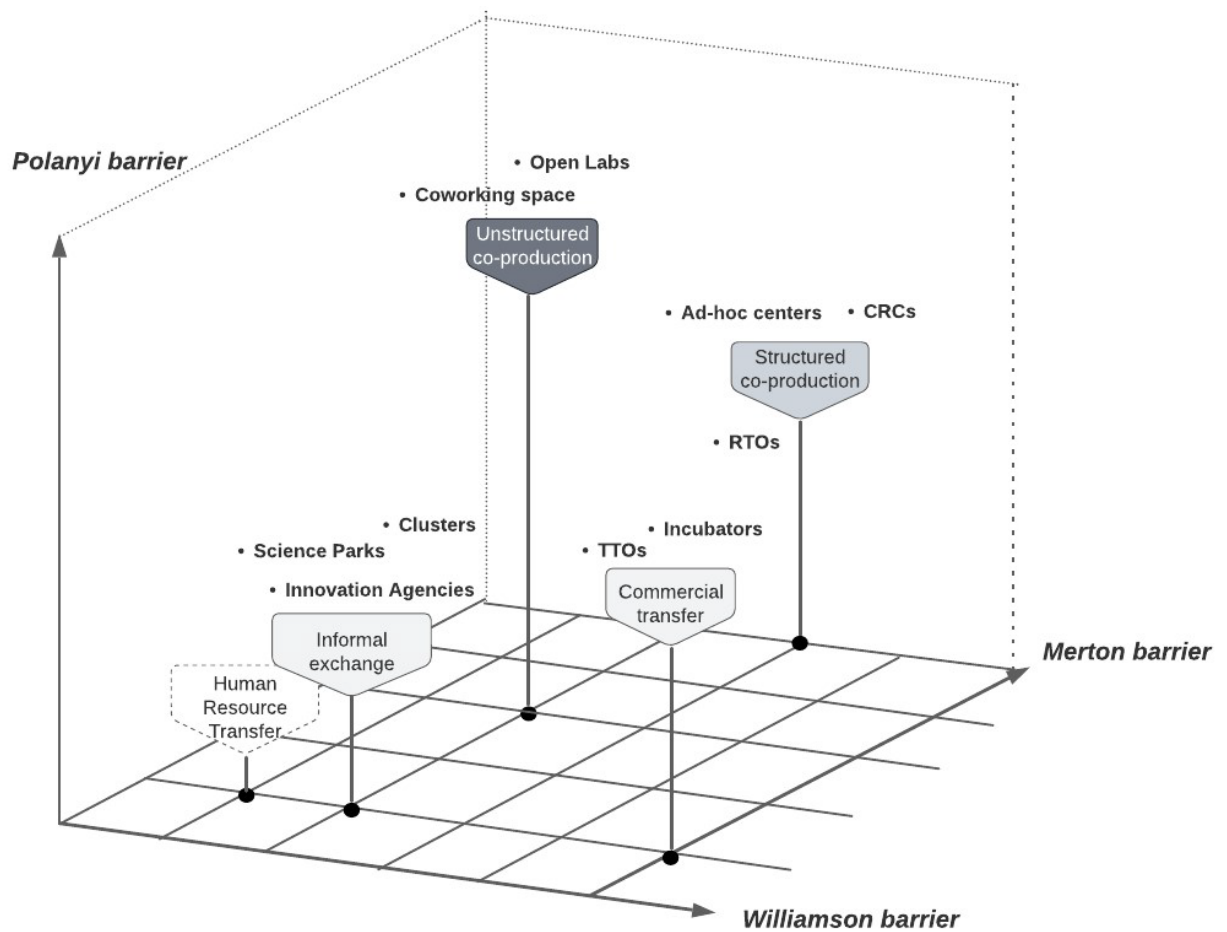 Polanyi barrier
• Open Labs
• Coworking space
Unstructured
co-production
• Ad-hoc centers • CRCs
Structured
co-production
• RTOs
• Clusters
• Science Parks
• Innovation Agencies
• Incubators
• TTOs
Commercial
transfer
Informal
exchange
Human
Resource
Transfer
Merton barrier
Williamson barrier